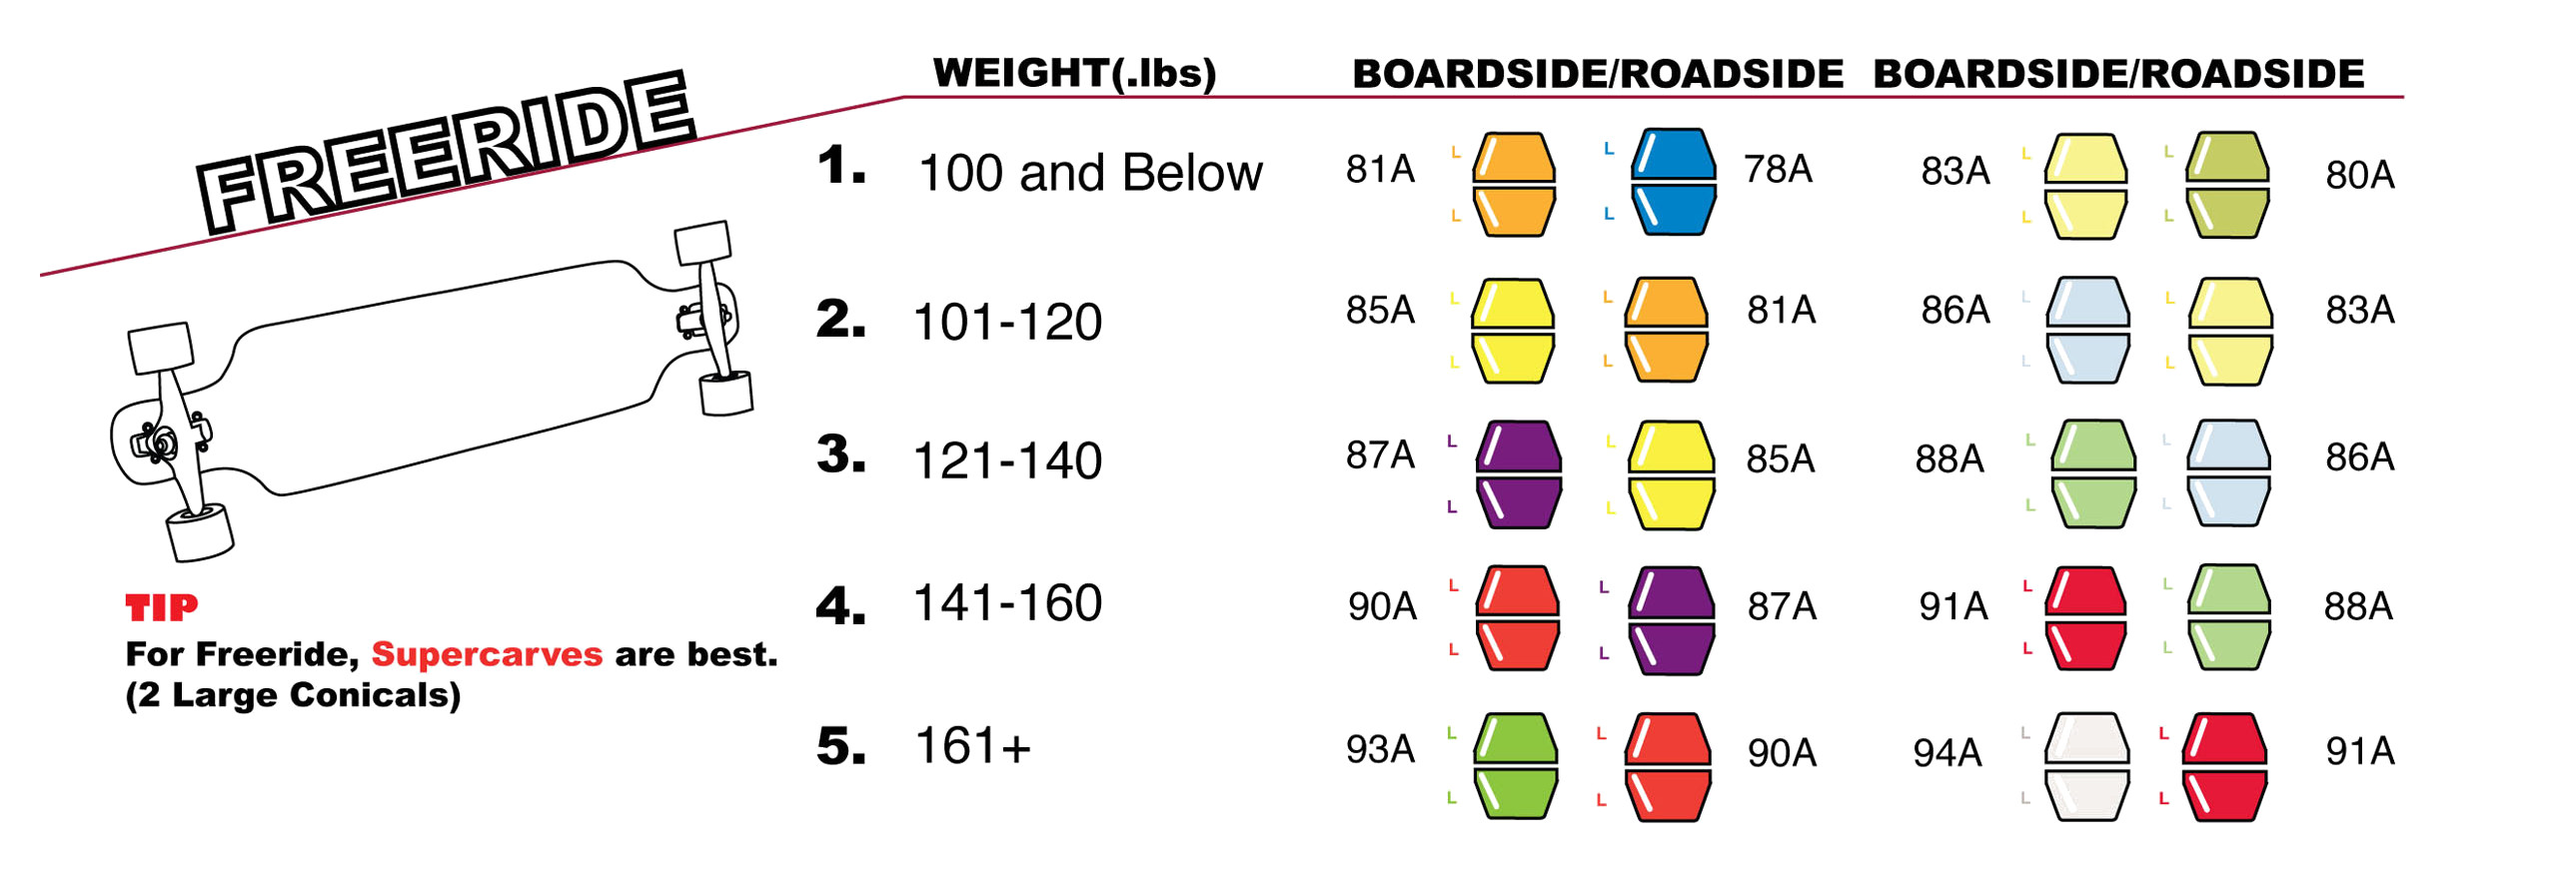 FREERIDE
WEIGHT(.lbs) BOARDSIDE/ROADSIDE BOARDSIDE/ROADSIDE
1. 100 and Below 81A L L L L 78A 83A L L L L 80A
2. 101-120 85A L L L L 81A 86A L L L L 83A
3. 121-140 87A L L L L 85A 88A L L L L 86A
4. 141-160 90A L L L L 87A 91A L L L L 88A
5. 161+ 93A L L L L 90A 94A L L L L 91A
TIP
For Freeride, Supercarves are best.
(2 Large Conicals)